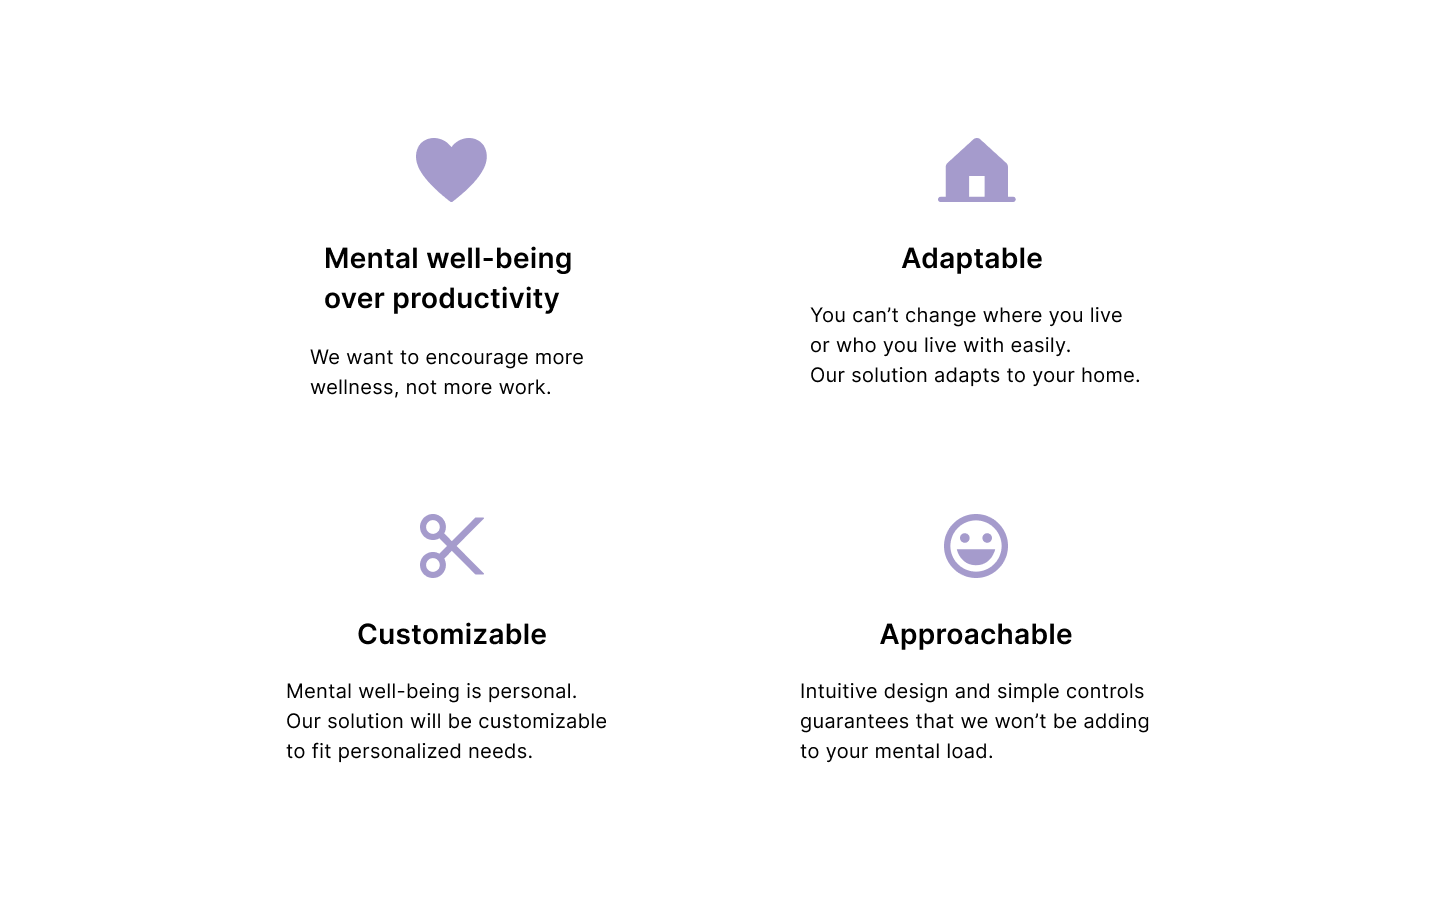 Mental well-being
over productivity
We want to encourage more
wellness, not more work.
Adaptable
You can’t change where you live
or who you live with easily.
Our solution adapts to your home.
Customizable
Mental well-being is personal.
Our solution will be customizable
to fit personalized needs.
Approachable
Intuitive design and simple controls
guarantees that we won’t be adding
to your mental load.